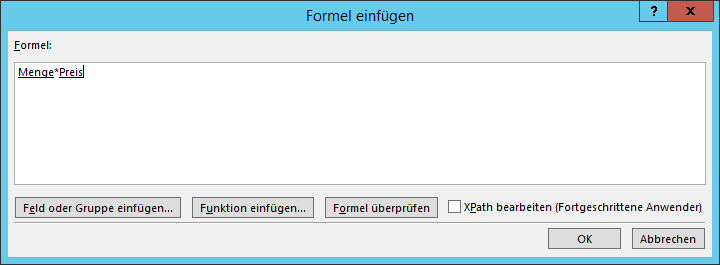 Formel einfügen
? X
Formel:
Menge*Preis
Feld oder Gruppe einfügen... Funktion einfügen... Formel überprüfen XPath bearbeiten (Fortgeschrittene Anwender)
OK Abbrechen